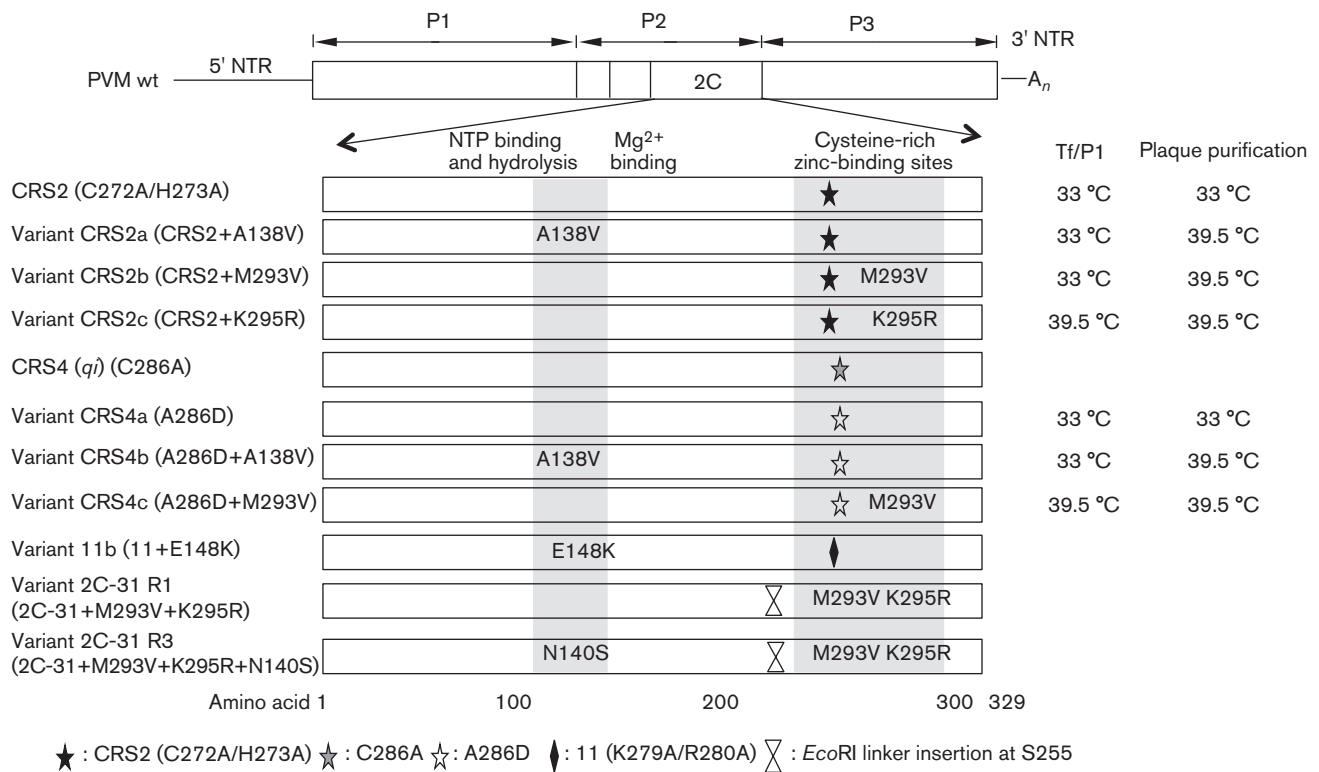 P1 P2 P3
3' NTR
5' NTR
PVM wt
2C
Aₙ
NTP binding
and hydrolysis
Mg²⁺
binding
Cysteine-rich
zinc-binding sites
Tf/P1 Plaque purification
CRS2 (C272A/H273A) 33 °C 33 °C
Variant CRS2a (CRS2+A138V) A138V 33 °C 39.5 °C
Variant CRS2b (CRS2+M293V) M293V 33 °C 39.5 °C
Variant CRS2c (CRS2+K295R) K295R 39.5 °C 39.5 °C
CRS4 (qi) (C286A)
Variant CRS4a (A286D) 33 °C 33 °C
Variant CRS4b (A286D+A138V) A138V 33 °C 39.5 °C
Variant CRS4c (A286D+M293V) M293V 39.5 °C 39.5 °C
Variant 11b (11+E148K) E148K
Variant 2C-31 R1
(2C-31+M293V+K295R) M293V K295R
Variant 2C-31 R3
(2C-31+M293V+K295R+N140S) N140S M293V K295R
Amino acid 1 100 200 300 329
: CRS2 (C272A/H273A) : C286A : A286D : 11 (K279A/R280A) : EcoRI linker insertion at S255